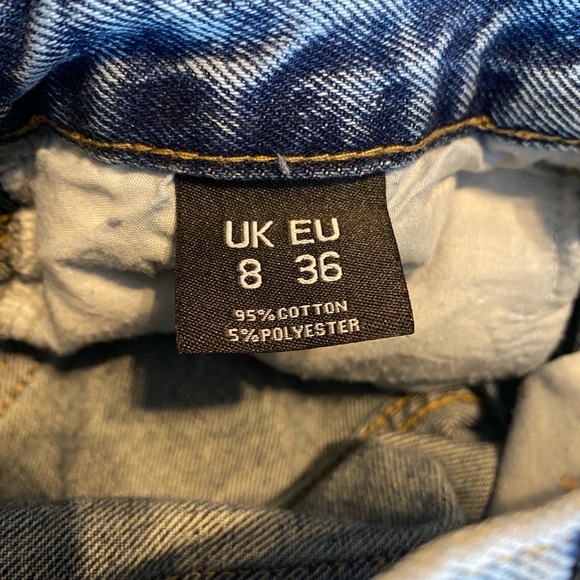 UK EU
8 36
95% COTTON
5% POLYESTER